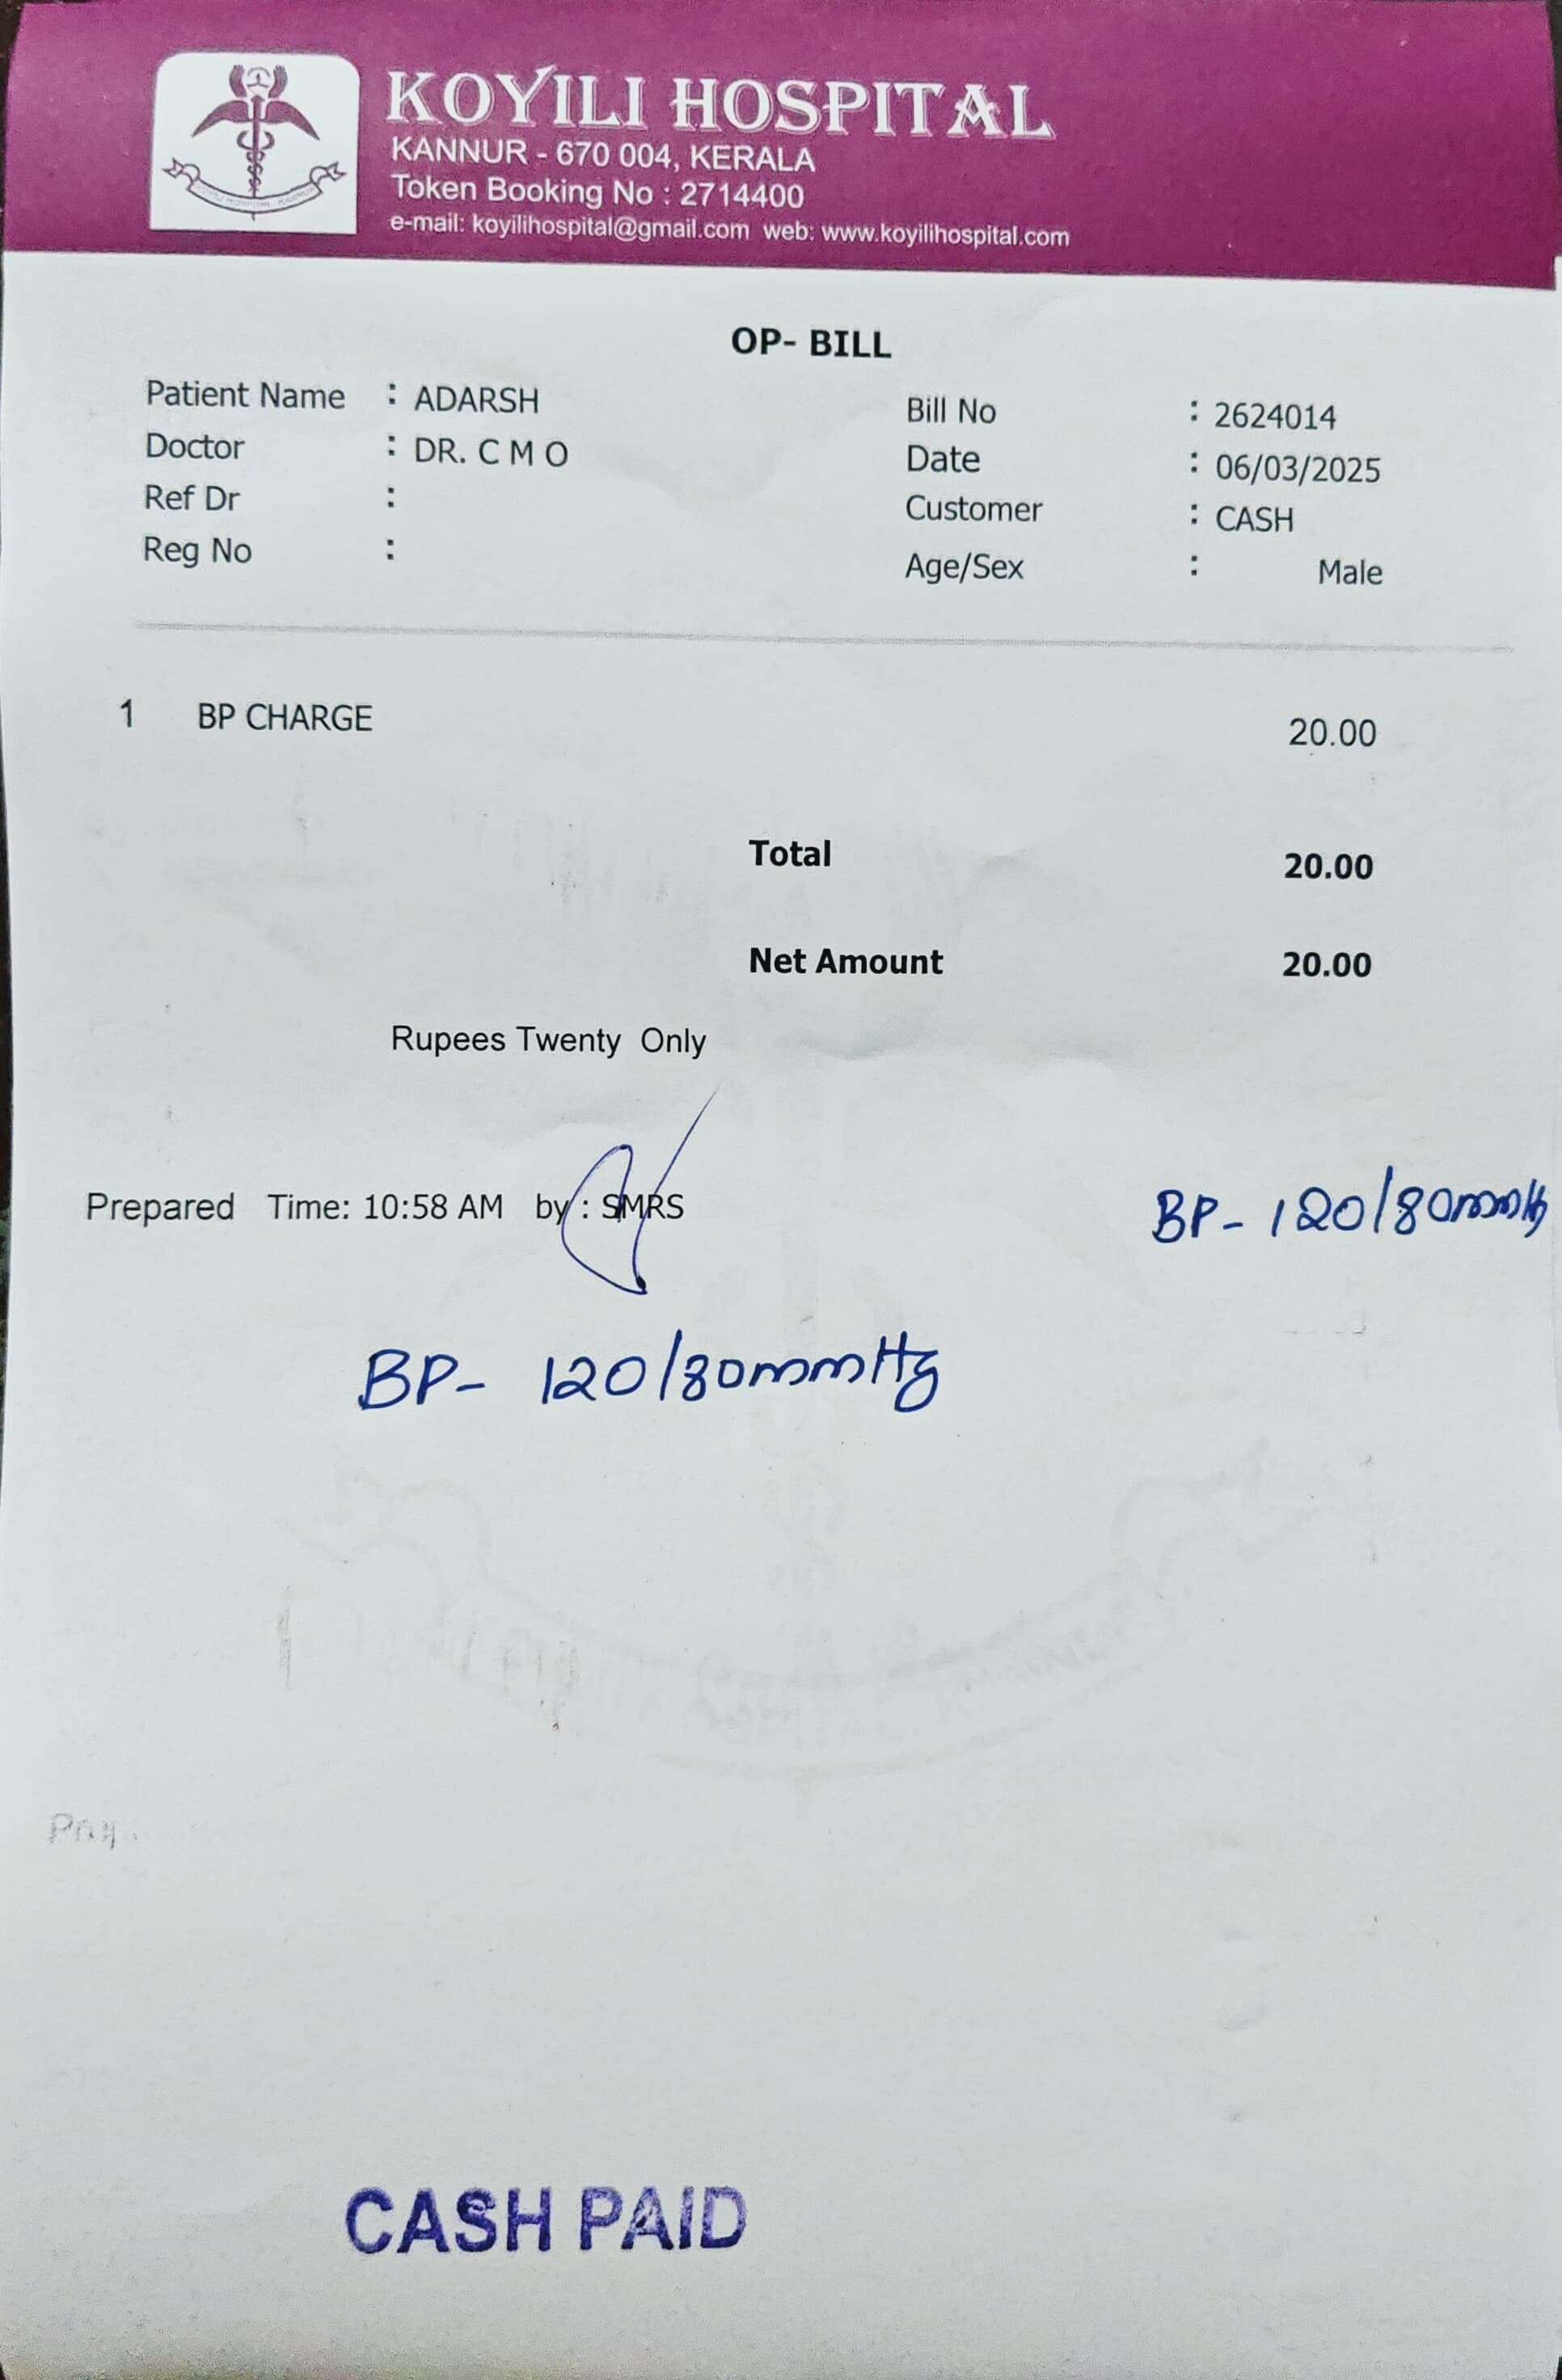 KOYILI HOSPITAL
KANNUR - 670 004, KERALA
Token Booking No : 2714400
e-mail: koyilihospital@gmail.com web: www.koyilihospital.com
OP- BILL
Patient Name : ADARSH
Doctor : DR. C M O
Ref Dr :
Reg No :
Bill No : 2624014
Date : 06/03/2025
Customer : CASH
Age/Sex : Male
1 BP CHARGE 20.00
Total 20.00
Net Amount 20.00
Rupees Twenty Only
Prepared Time: 10:58 AM by : SMRS
BP- 120/80mmHg
BP- 120/80mmHg
CASH PAID